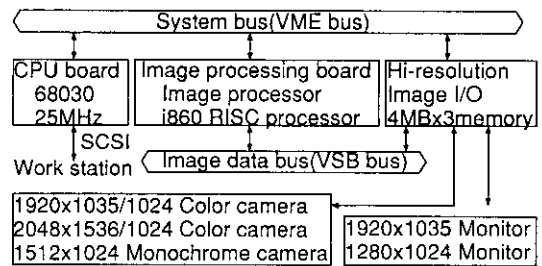 System bus(VME bus)
CPU board
68030
25MHz
Image processing board
Image processor
i860 RISC processor
Hi-resolution
Image I/O
4MBx3memory
SCSI
Work station
Image data bus(VSB bus)
1920x1035/1024 Color camera
2048x1536/1024 Color camera
1512x1024 Monochrome camera
1920x1035 Monitor
1280x1024 Monitor